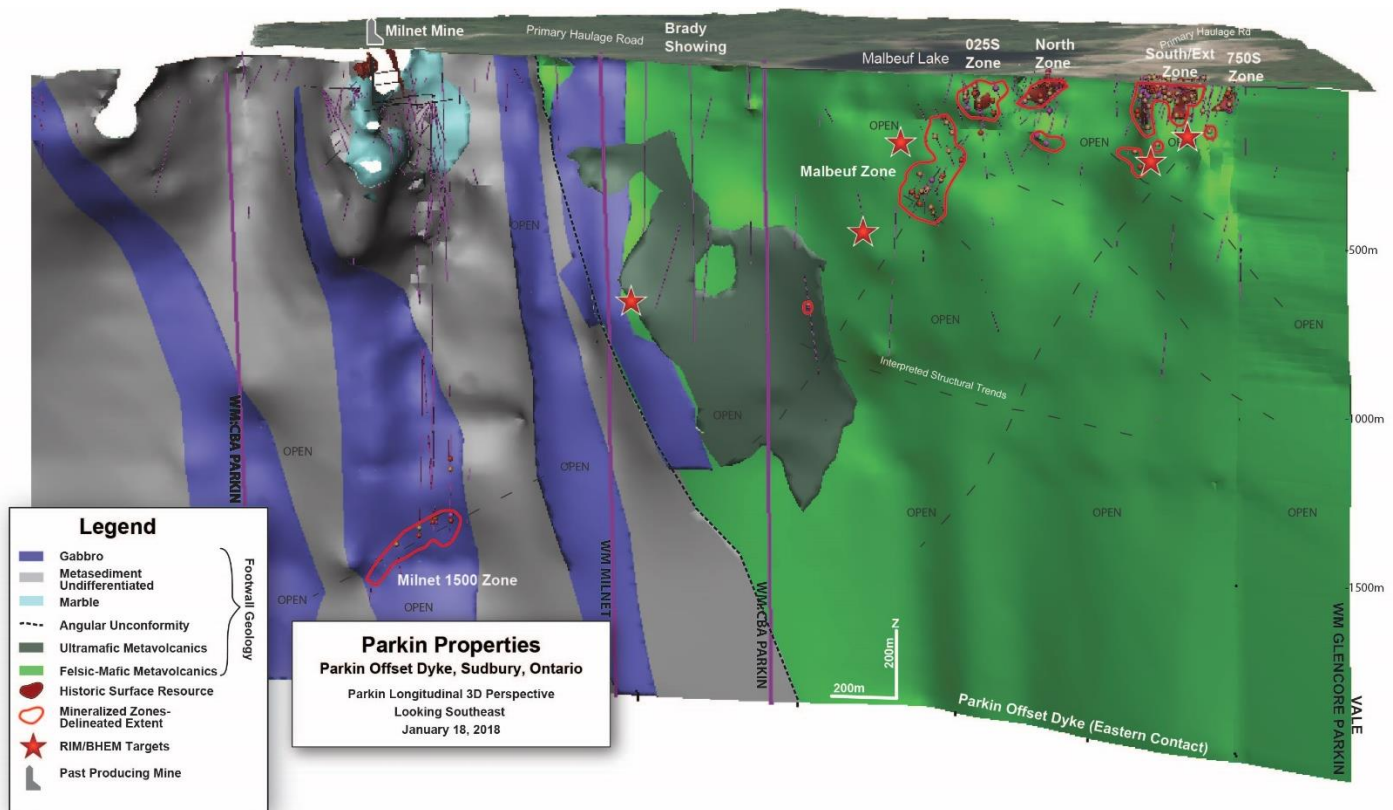 Milnet Mine
Primary Haulage Road
Brady
Showing
Malbeuf Lake
025S
Zone
North
Zone
Primary Haulage Rd
South/Ext
Zone
750S
Zone
OPEN
OPEN
OPEN
Malbeuf Zone
OPEN
OPEN
-500m
OPEN
OPEN
Interpreted Structural Trends
WM:CBA PARKIN
OPEN
OPEN
-1000m
OPEN
OPEN
OPEN
OPEN
OPEN
Milnet 1500 Zone
OPEN
OPEN
WM MILNET
WM:CBA PARKIN
-1500m
WM GLENCORE PARKIN
VALE
Z
200m
200m
Parkin Offset Dyke (Eastern Contact)
Legend
Gabbro
Metasediment
Undifferentiated
Marble
Angular Unconformity
Ultramafic Metavolcanics
Felsic-Mafic Metavolcanics
Footwall Geology
Historic Surface Resource
Mineralized Zones-
Delineated Extent
RIM/BHEM Targets
Past Producing Mine
Parkin Properties
Parkin Offset Dyke, Sudbury, Ontario
Parkin Longitudinal 3D Perspective
Looking Southeast
January 18, 2018